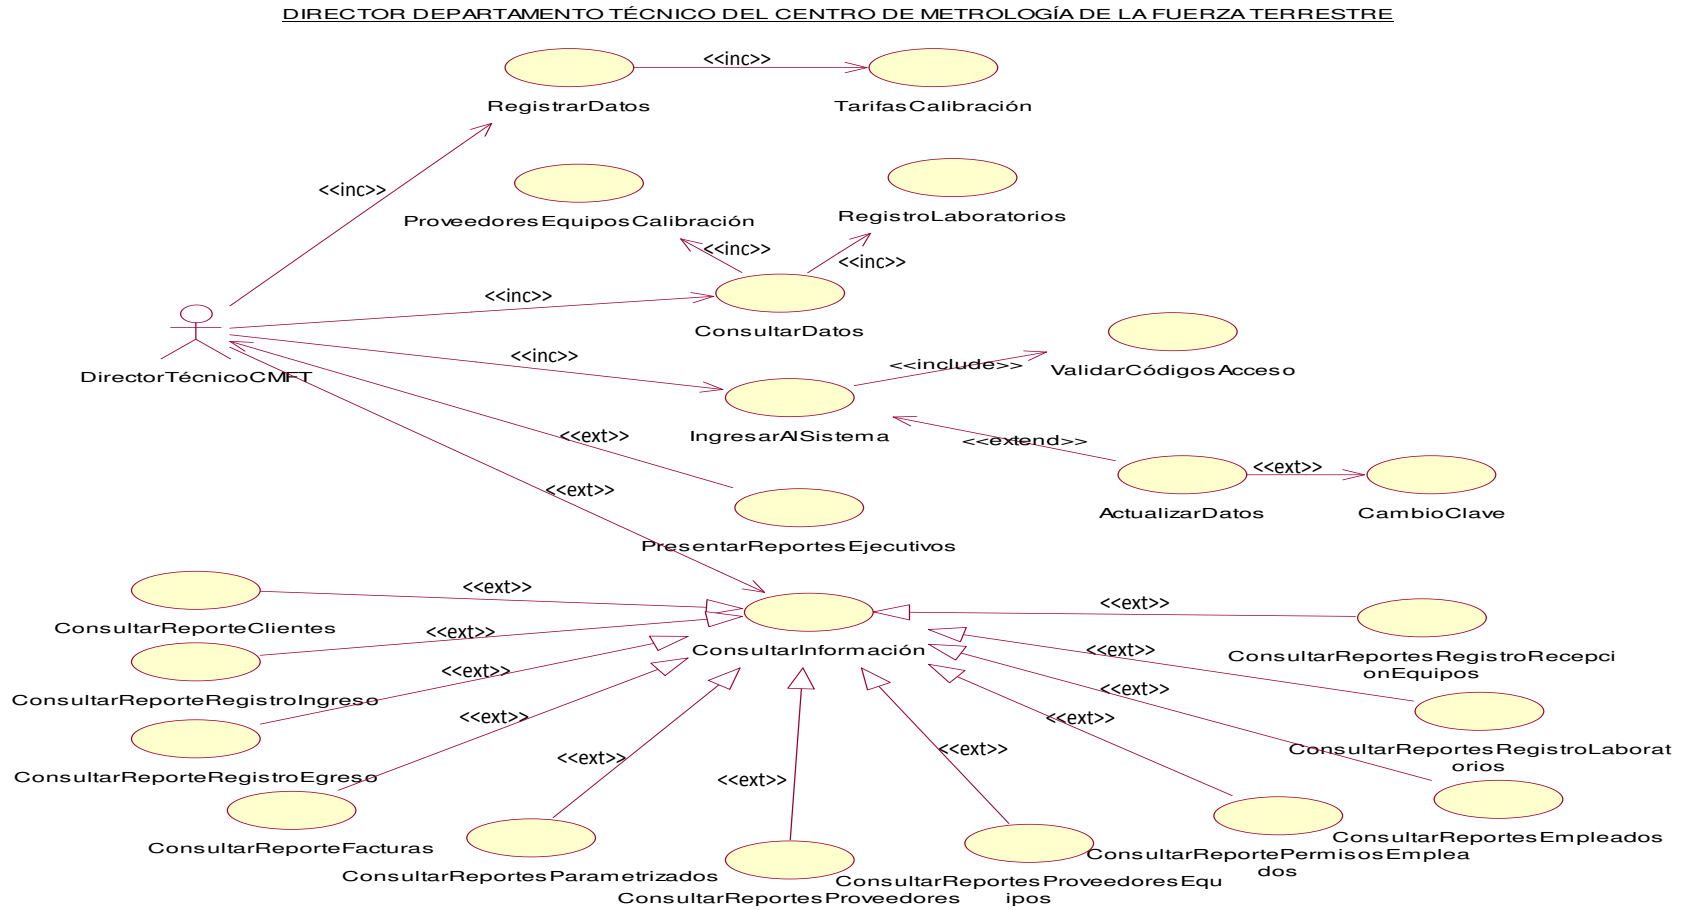 DIRECTOR DEPARTAMENTO TÉCNICO DEL CENTRO DE METROLOGÍA DE LA FUERZA TERRESTRE
<<inc>>
RegistrarDatos
TarifasCalibración
<<inc>>
ProveedoresEquiposCalibración
RegistroLaboratorios
<<inc>>
<<inc>>
<<inc>>
ConsultarDatos
DirectorTécnicoCMFT
<<inc>>
<<include>>
ValidarCódigosAcceso
IngresarAlSistema
<<ext>>
<<extend>>
<<ext>>
<<ext>>
ActualizarDatos
CambioClave
PresentarReportesEjecutivos
<<ext>>
<<ext>>
ConsultarReporteClientes
<<ext>>
ConsultarInformación
<<ext>>
ConsultarReportesRegistroRecepci
onEquipos
<<ext>>
ConsultarReporteRegistroIngreso
<<ext>>
<<ext>>
<<ext>>
ConsultarReportesRegistroLaborat
orios
<<ext>>
<<ext>>
<<ext>>
ConsultarReporteRegistroEgreso
ConsultarReportesEmpleados
ConsultarReporteFacturas
ConsultarReportePermisosEmplea
dos
ConsultarReportesParametrizados
ConsultarReportesProveedoresEqu
ipos
ConsultarReportesProveedores